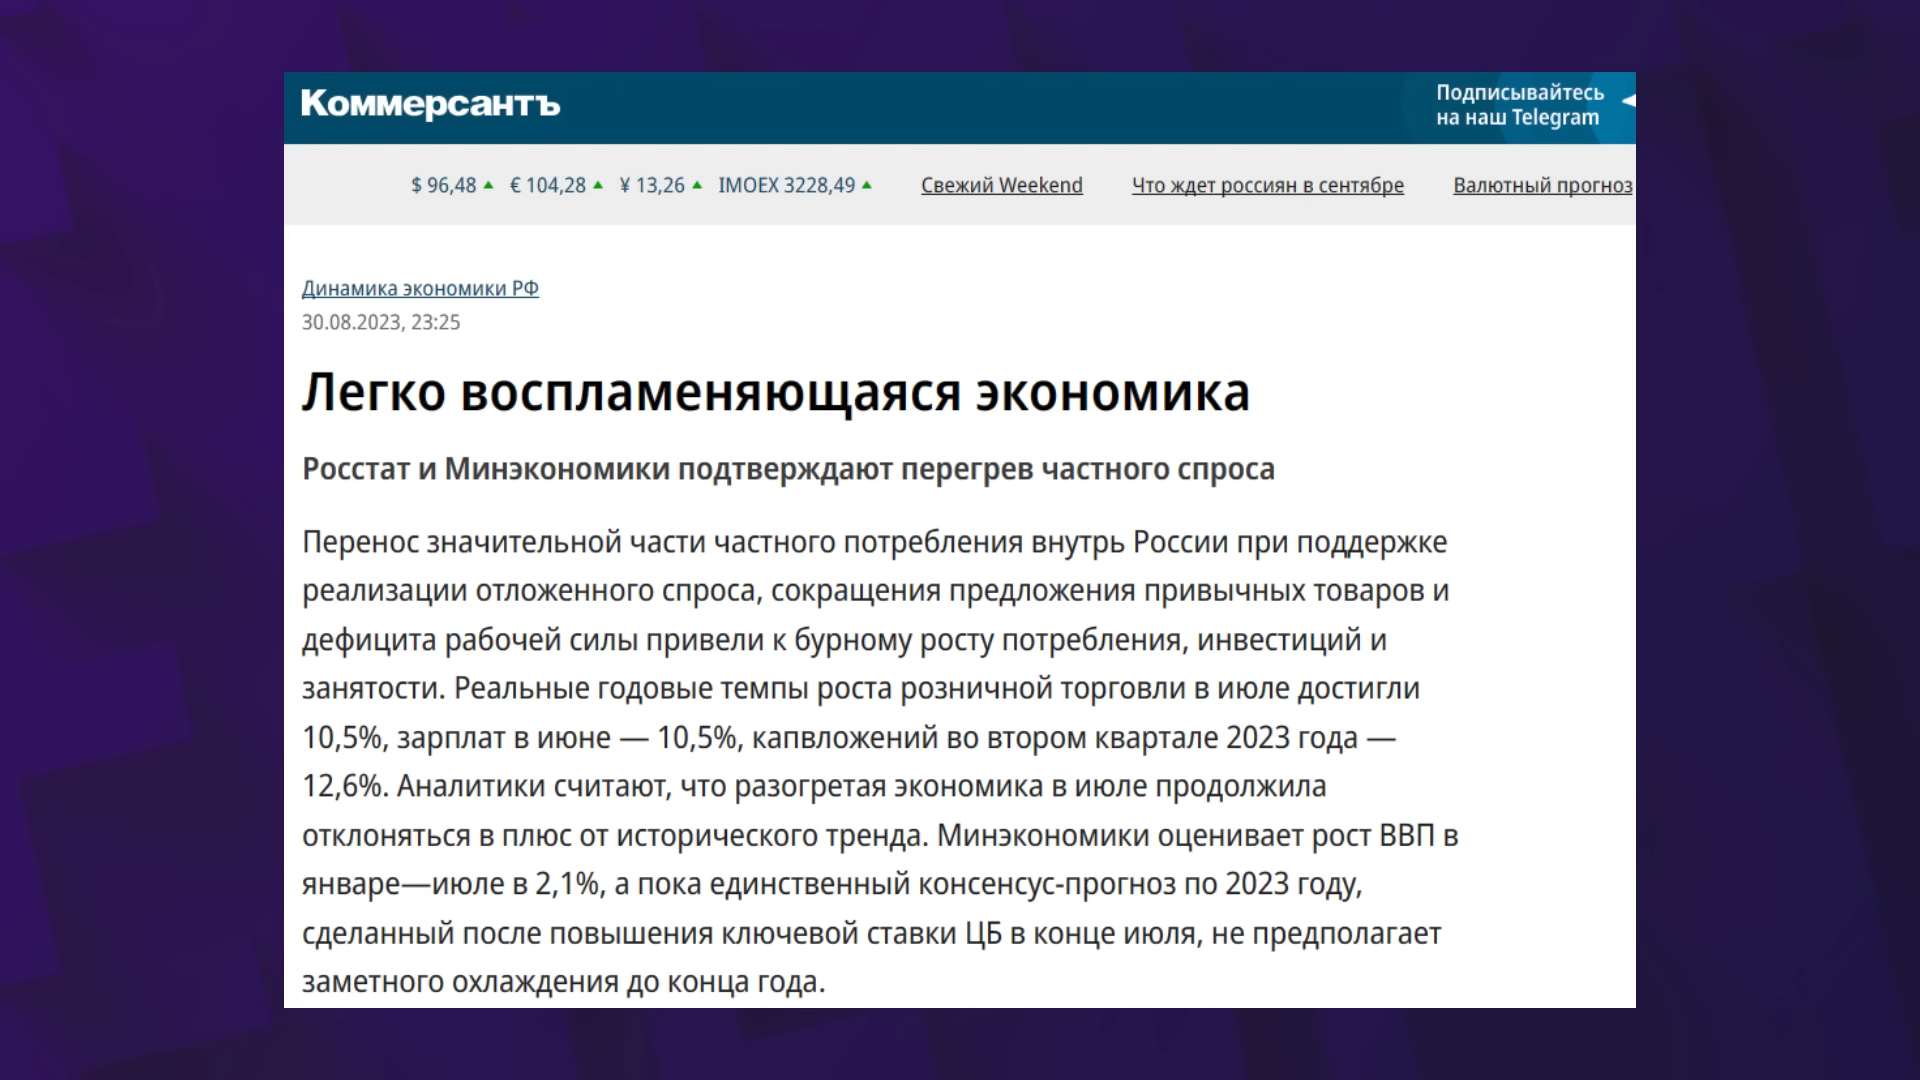 Коммерсантъ
Подписывайтесь
на наш Telegram
$ 96,48 € 104,28 ¥ 13,26 IMOEX 3228,49 Свежий Weekend Что ждет россиян в сентябре Валютный прогноз
Динамика экономики РФ
30.08.2023, 23:25
Легко воспламеняющаяся экономика
Росстат и Минэкономики подтверждают перегрев частного спроса
Перенос значительной части частного потребления внутрь России при поддержке
реализации отложенного спроса, сокращения предложения привычных товаров и
дефицита рабочей силы привели к бурному росту потребления, инвестиций и
занятости. Реальные годовые темпы роста розничной торговли в июле достигли
10,5%, зарплат в июне — 10,5%, капвложений во втором квартале 2023 года —
12,6%. Аналитики считают, что разогретая экономика в июле продолжила
отклоняться в плюс от исторического тренда. Минэкономики оценивает рост ВВП в
январе—июле в 2,1%, а пока единственный консенсус-прогноз по 2023 году,
сделанный после повышения ключевой ставки ЦБ в конце июля, не предполагает
заметного охлаждения до конца года.